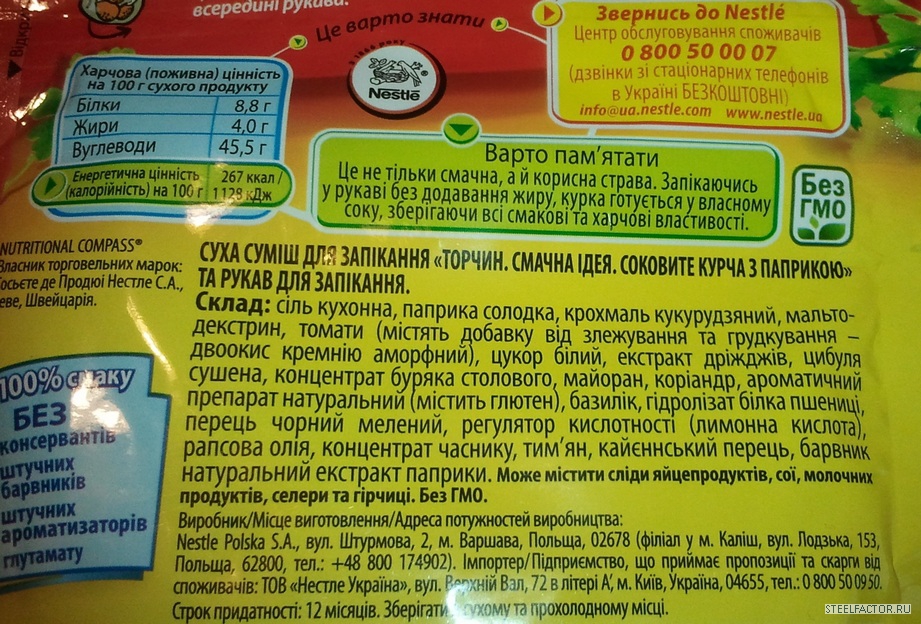 всередині рукава.
Це варто знати
Звернись до Nestlé
Центр обслуговування споживачів
0 800 50 00 07
(дзвінки зі стаціонарних телефонів
в Україні БЕЗКОШТОВНІ)
info@ua.nestle.com www.nestle.ua
Nestlé
Харчова (поживна) цінність
на 100 г сухого продукту
Білки 8,8 г
Жири 4,0 г
Вуглеводи 45,5 г
Енергетична цінність 267 ккал/
(калорійність) на 100 г 1128 кДж
Варто пам'ятати
Це не тільки смачна, а й корисна страва. Запікаючись
у рукаві без додавання жиру, курка готується у власному
соку, зберігаючи всі смакові та харчові властивості.
Без
ГМО
NUTRITIONAL COMPASS®
Власник торговельних марок:
Сосьєте де Продюі Нестле С.А.,
Веве, Швейцарія.
100% смаку
БЕЗ
консервантів
штучних
барвників
штучних
ароматизаторів
глутамату
СУХА СУМІШ ДЛЯ ЗАПІКАННЯ «ТОРЧИН. СМАЧНА ІДЕЯ. СОКОВИТЕ КУРЧА З ПАПРИКОЮ»
ТА РУКАВ ДЛЯ ЗАПІКАННЯ.
Склад: сіль кухонна, паприка солодка, крохмаль кукурудзяний, мальто-
декстрин, томати (містять добавку від злежування та грудкування –
двоокис кремнію аморфний), цукор білий, екстракт дріжджів, цибуля
сушена, концентрат буряка столового, майоран, коріандр, ароматичний
препарат натуральний (містить глютен), базилік, гідролізат білка пшениці,
перець чорний мелений, регулятор кислотності (лимонна кислота),
рапсова олія, концентрат часнику, тим'ян, кайєннський перець, барвник
натуральний екстракт паприки. Може містити сліди яйцепродуктів, сої, молочних
продуктів, селери та гірчиці. Без ГМО.
Виробник/Місце виготовлення/Адреса потужностей виробництва:
Nestle Polska S.A., вул. Штурмова, 2, м. Варшава, Польща, 02678 (філіал у м. Каліш, вул. Лодзька, 153,
Польща, 62800, тел.: +48 800 174902). Імпортер/Підприємство, що приймає пропозиції та скарги від
споживачів: ТОВ «Нестле Україна», вул. Верхній Вал, 72 в літері А', м. Київ, Україна, 04655, тел.: 0 800 50 09 50.
Строк придатності: 12 місяців. Зберігати сухому та прохолодному місці.
STEELFACTOR.RU